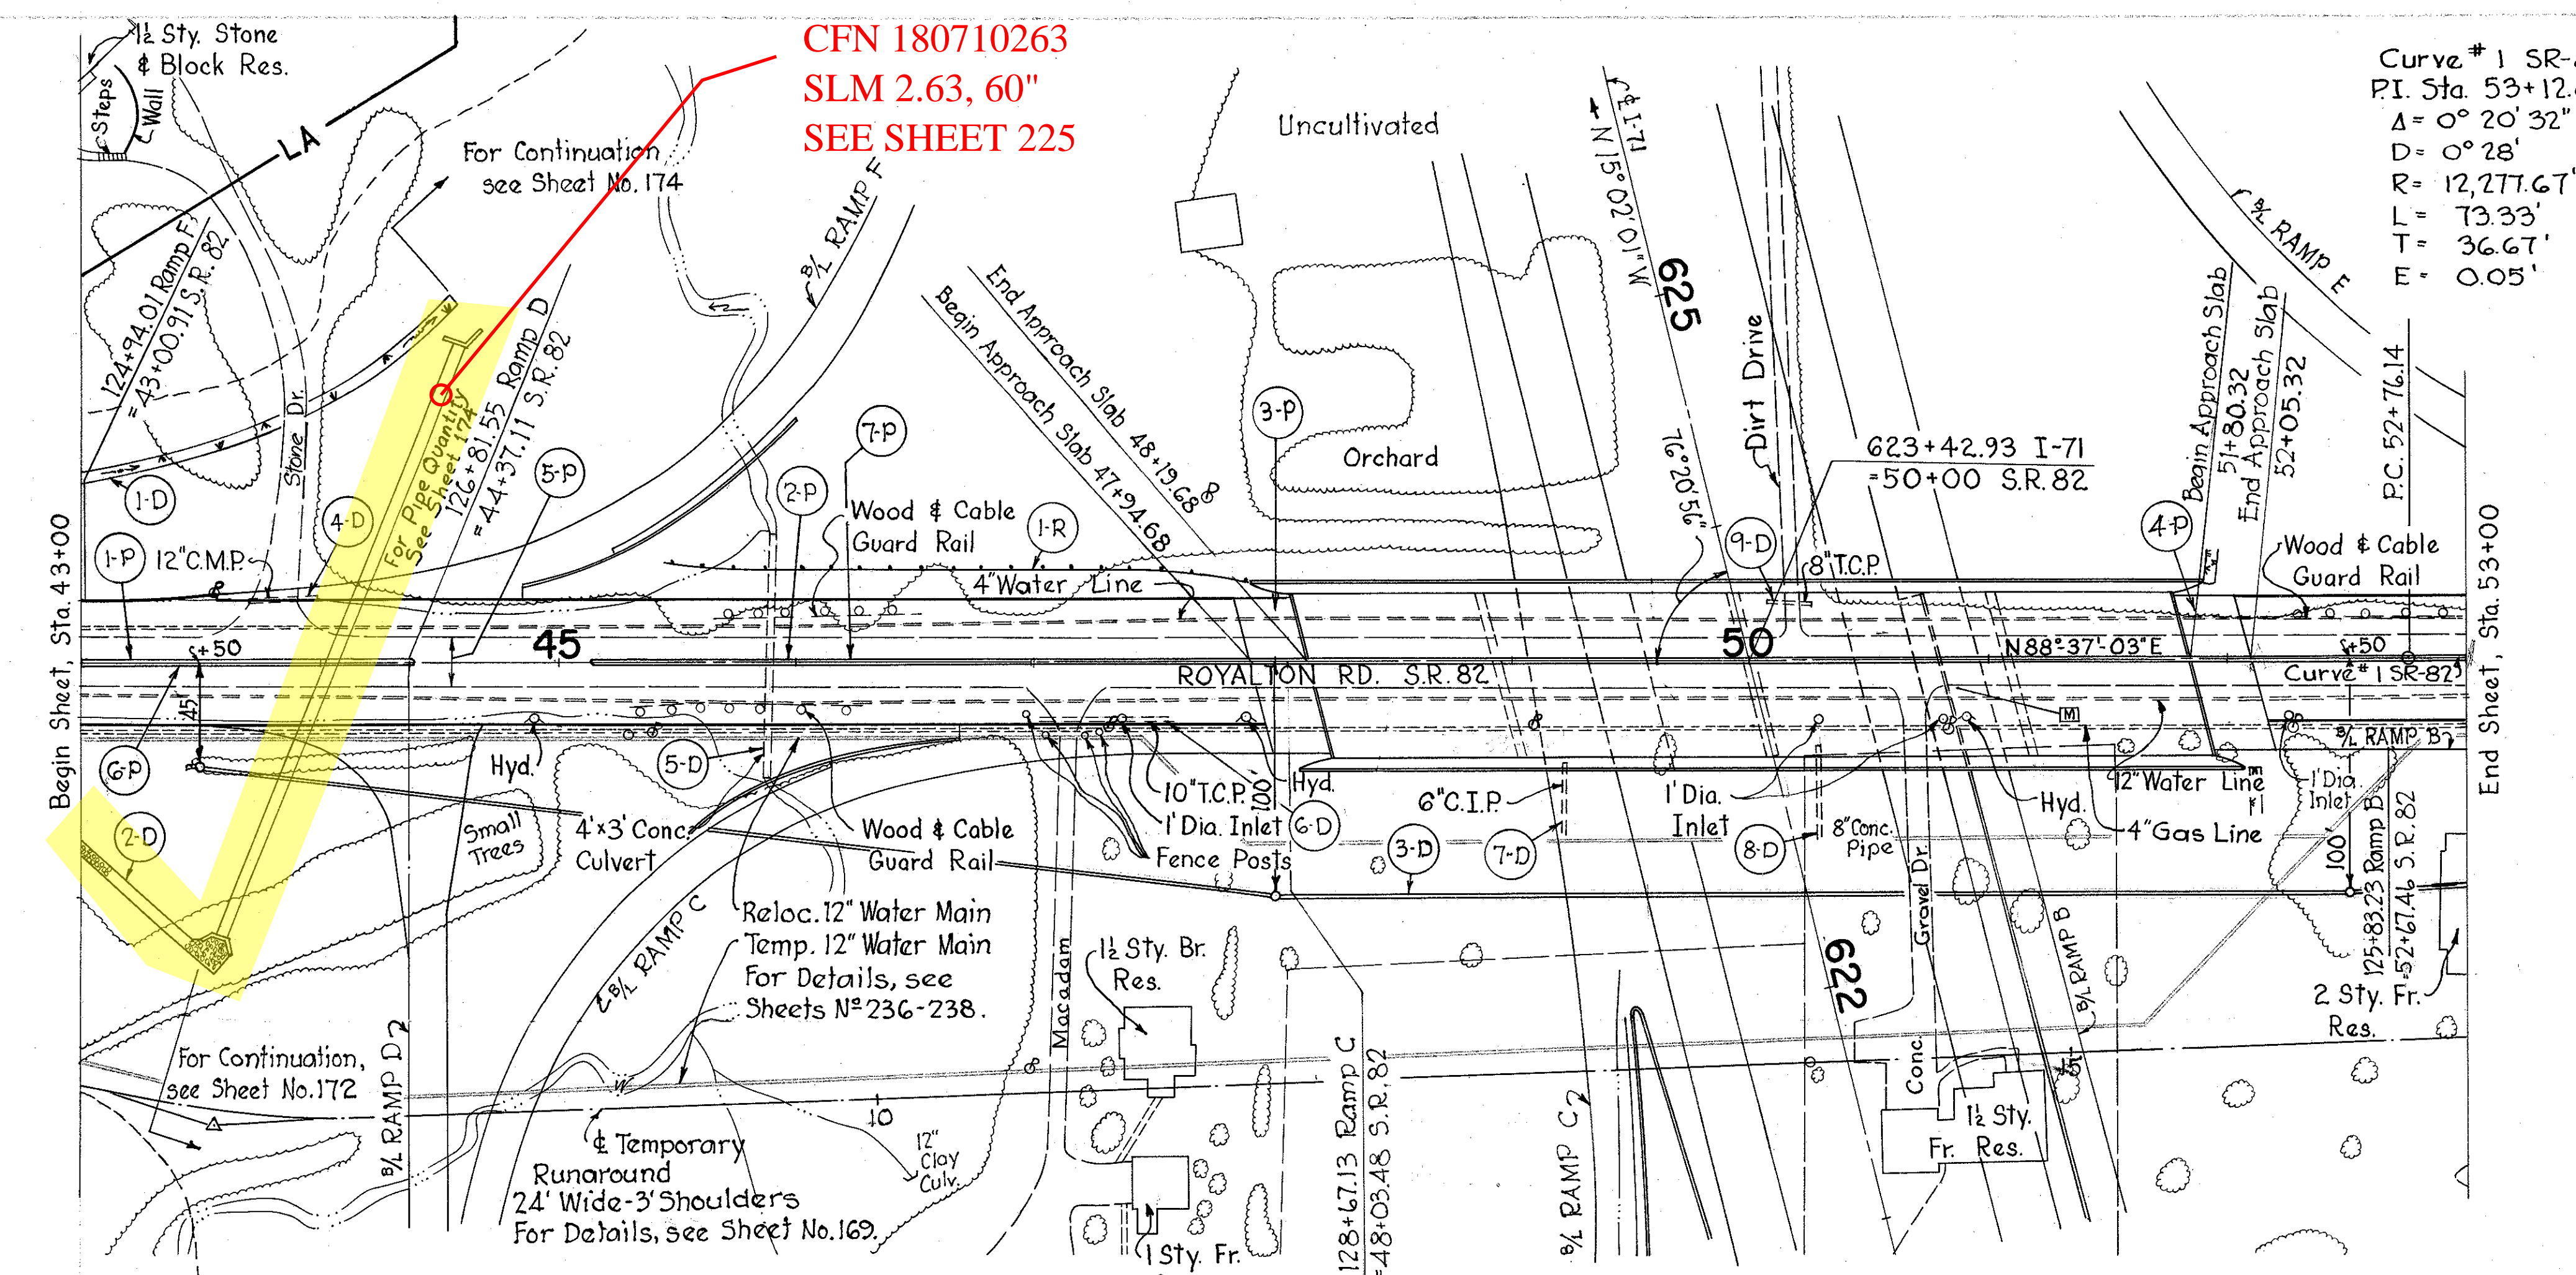 1½ Sty. Stone
& Block Res.
Steps
Wall
LA
CFN 180710263
SLM 2.63, 60"
SEE SHEET 225
For Continuation
see Sheet No. 174
124+94.01 Ramp F
=43+00.91 S.R. 82
Stone Dr.
For Pipe Quantity
See Sheet 174
126+81.55 Ramp D
=44+37.11 S.R. 82
B/L RAMP F
Begin Approach Slab 47+94.68
End Approach Slab 48+19.68
Uncultivated
Orchard
℄ I-71
N 15°02'01" W
625
76°20'56"
Dirt Drive
623+42.93 I-71
=50+00 S.R. 82
B/L RAMP E
Begin Approach Slab
51+80.32
End Approach Slab
52+05.32
P.C. 52+76.14
Curve # 1 SR-
P.I. Sta. 53+12.
Δ= 0° 20' 32"
D= 0° 28'
R= 12,277.67'
L= 73.33'
T= 36.67'
E= 0.05'
1-D
4-D
5-P
7-P
2-P
3-P
1-R
9-D
4-P
1-P
12"C.M.P.
Wood & Cable
Guard Rail
4"Water Line
8"T.C.P.
Wood & Cable
Guard Rail
Begin Sheet, Sta. 43+00
End Sheet, Sta. 53+00
+50
45
50
N88°-37'-03"E
+50
ROYALTON RD. S.R. 82
Curve # 1 SR-82
45'
6-P
Hyd.
5-D
10"T.C.P.
100'
Hyd.
6"C.I.P.
1'Dia.
Inlet
Hyd.
12"Water Line
B/L RAMP B
1'Dia.
Inlet
2-D
Small
Trees
4'x3' Conc.
Culvert
Wood & Cable
Guard Rail
1'Dia. Inlet
6-D
Fence Posts
3-D
7-D
8-D
8"Conc.
Pipe
4"Gas Line
100'
125+83.23 Ramp B
=52+67.46 S.R. 82
Gravel Dr.
B/L RAMP C
Reloc. 12" Water Main
Temp. 12" Water Main
For Details, see
Sheets Nº 236-238.
Macadam
1½ Sty. Br.
Res.
622
B/L RAMP B
2 Sty. Fr.
Res.
For Continuation,
see Sheet No. 172
B/L RAMP D
W
10
℄ Temporary
Runaround
24' Wide-3' Shoulders
For Details, see Sheet No. 169.
12"
Clay
Culv.
1 Sty. Fr.
128+67.13 Ramp C
=48+03.48 S.R. 82
B/L RAMP C
Conc.
15
1½ Sty.
Fr. Res.
M